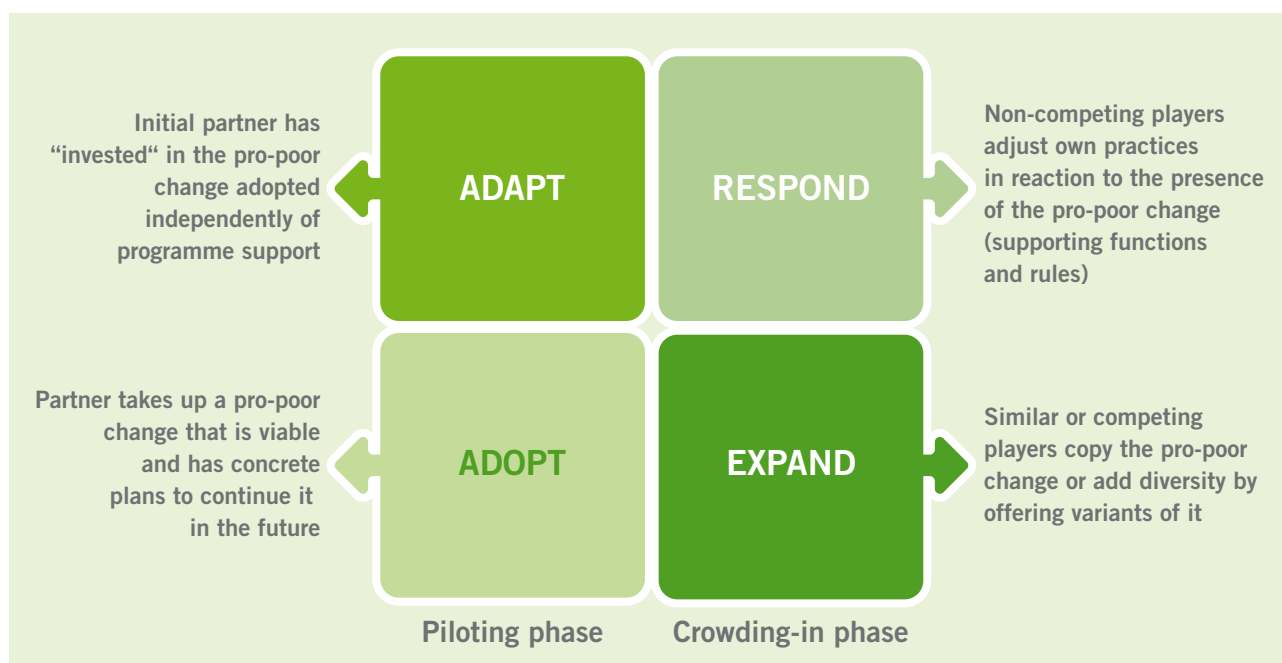 Initial partner has
“invested“ in the pro-poor
change adopted
independently of
programme support
ADAPT
RESPOND
Non-competing players
adjust own practices
in reaction to the presence
of the pro-poor change
(supporting functions
and rules)
Partner takes up a pro-poor
change that is viable
and has concrete
plans to continue it
in the future
ADOPT
EXPAND
Similar or competing
players copy the pro-poor
change or add diversity by
offering variants of it
Piloting phase
Crowding-in phase